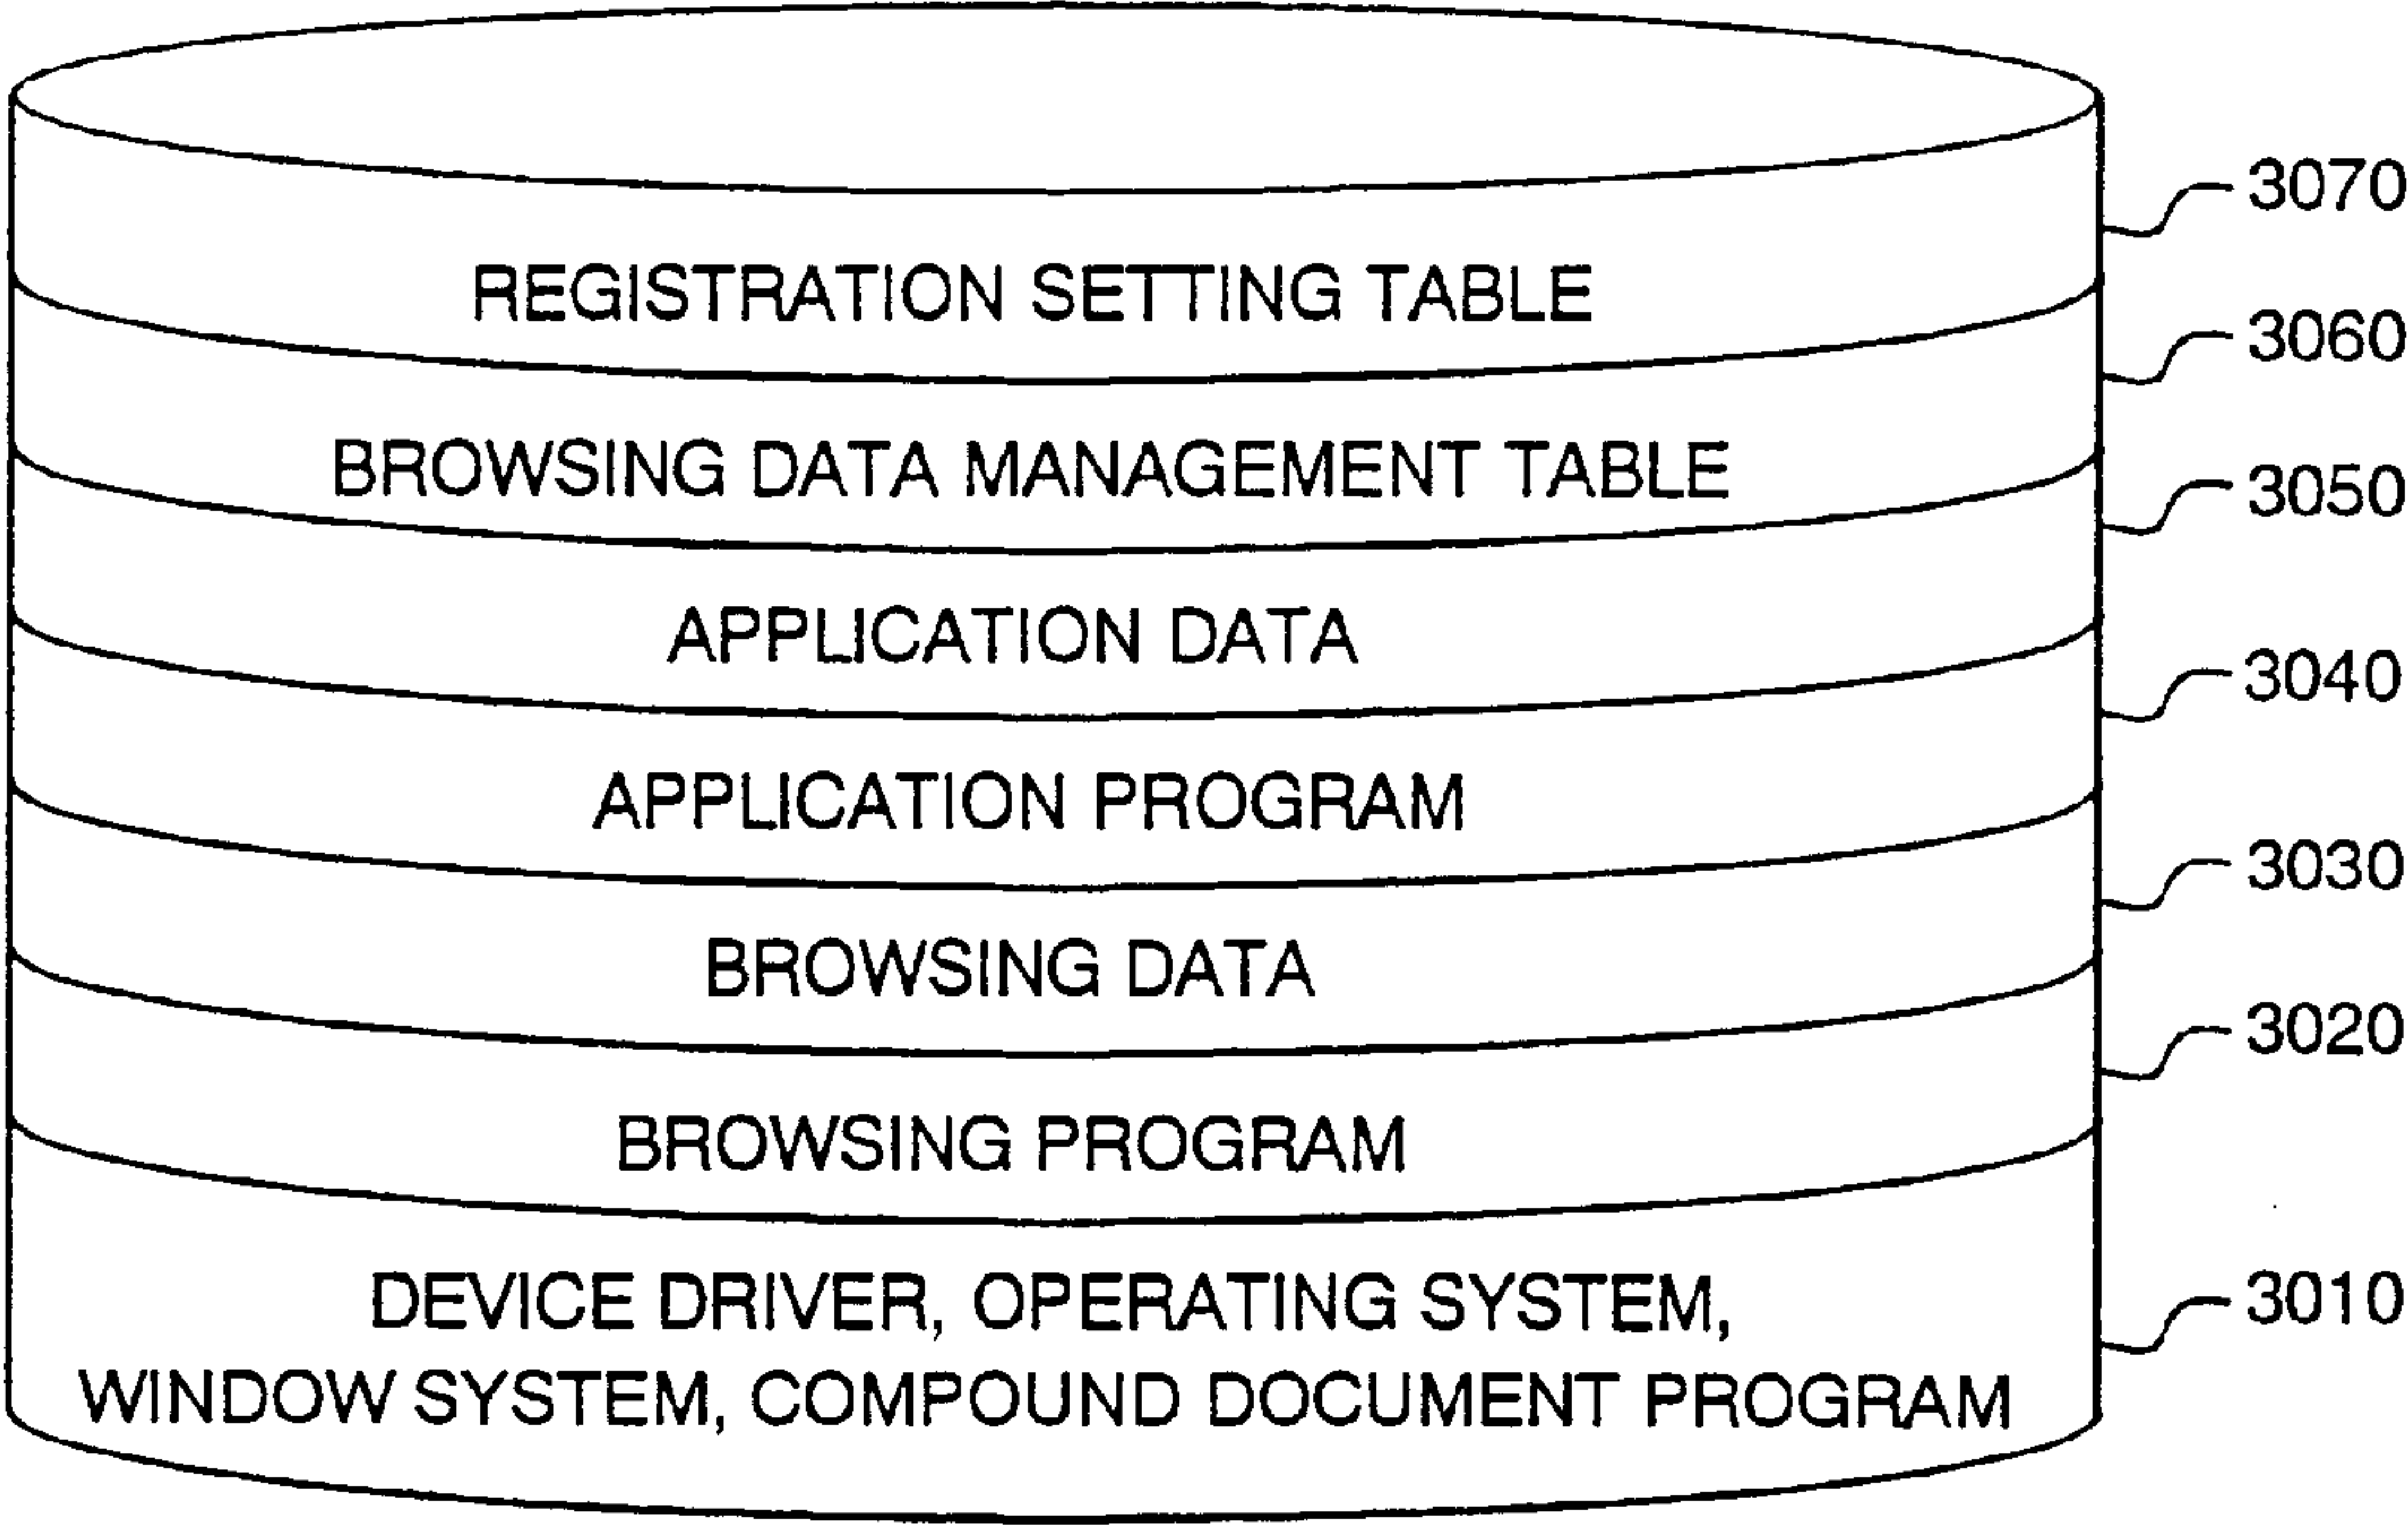 3070
REGISTRATION SETTING TABLE
3060
BROWSING DATA MANAGEMENT TABLE
3050
APPLICATION DATA
3040
APPLICATION PROGRAM
3030
BROWSING DATA
3020
BROWSING PROGRAM
3010
DEVICE DRIVER, OPERATING SYSTEM,
WINDOW SYSTEM, COMPOUND DOCUMENT PROGRAM